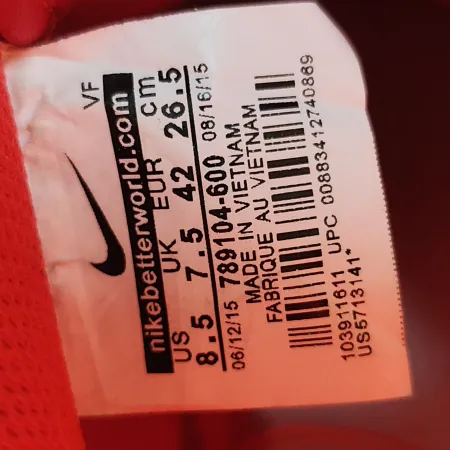 VF
nikebetterworld.com
US UK EUR cm
8.5 7.5 42 26.5
06/12/15 789104-600 08/16/15
MADE IN VIETNAM
FABRIQUE AU VIETNAM
103911611 UPC 00883412740869
US5713141*